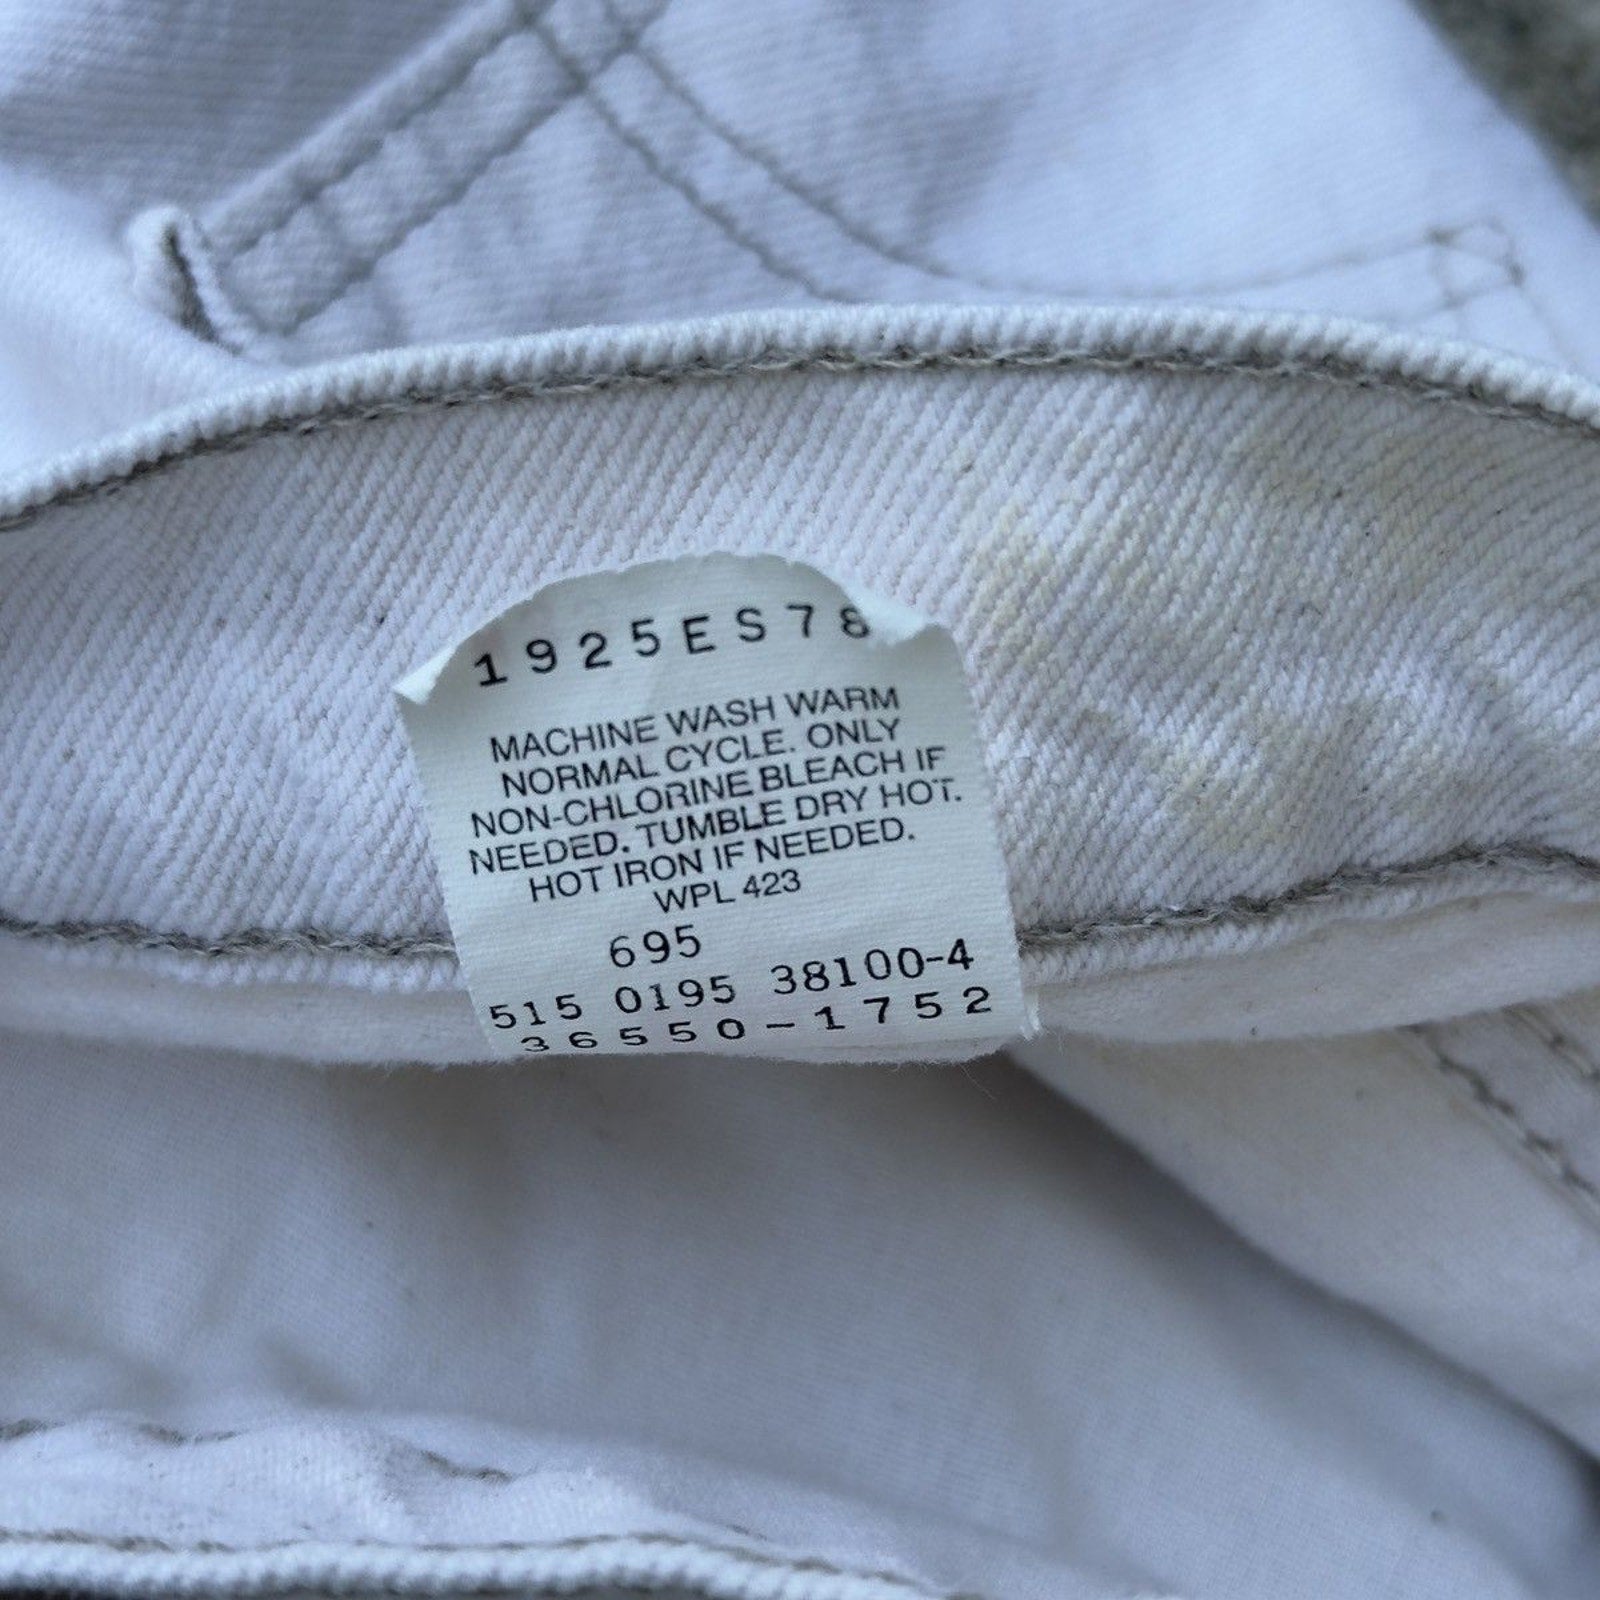 1925ES78
MACHINE WASH WARM
NORMAL CYCLE. ONLY
NON-CHLORINE BLEACH IF
NEEDED. TUMBLE DRY HOT.
HOT IRON IF NEEDED.
WPL 423
695
515 0195 38100-4
36550-1752